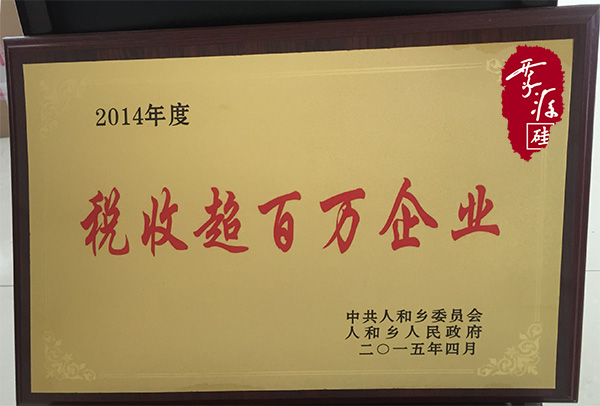 2014年度
税收超百万企业
中共人和乡委员会
人和乡人民政府
二〇一五年四月
硅